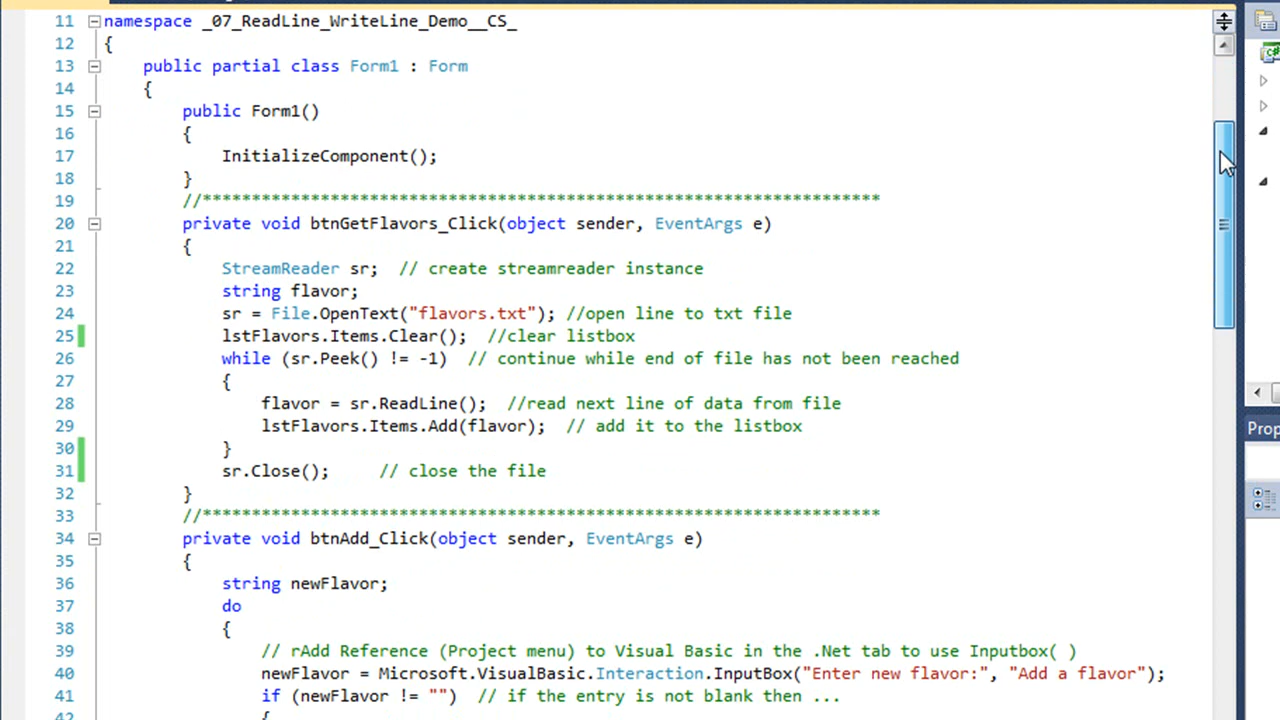 11 namespace _07_ReadLine_WriteLine_Demo__CS_
12 {
13 public partial class Form1 : Form
14 {
15 public Form1()
16 {
17 InitializeComponent();
18 }
19 //*********************************************************************
20 private void btnGetFlavors_Click(object sender, EventArgs e)
21 {
22 StreamReader sr; // create streamreader instance
23 string flavor;
24 sr = File.OpenText("flavors.txt"); //open line to txt file
25 lstFlavors.Items.Clear(); //clear listbox
26 while (sr.Peek() != -1) // continue while end of file has not been reached
27 {
28 flavor = sr.ReadLine(); //read next line of data from file
29 lstFlavors.Items.Add(flavor); // add it to the listbox
30 }
31 sr.Close(); // close the file
32 }
33 //*********************************************************************
34 private void btnAdd_Click(object sender, EventArgs e)
35 {
36 string newFlavor;
37 do
38 {
39 // rAdd Reference (Project menu) to Visual Basic in the .Net tab to use Inputbox( )
40 newFlavor = Microsoft.VisualBasic.Interaction.InputBox("Enter new flavor:", "Add a flavor");
41 if (newFlavor != "") // if the entry is not blank then ...
42 {
Prop